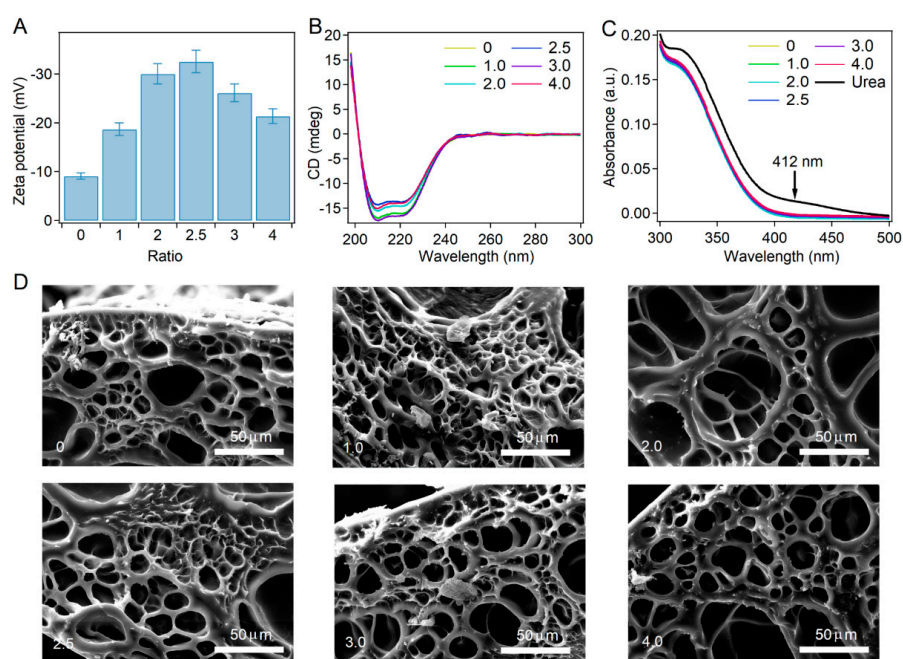 A
Zeta potential (mV)
-30
-20
-10
0
0 1 2 2.5 3 4
Ratio
B
CD (mdeg)
15
10
5
0
-5
-10
-15
0 2.5
1.0 3.0
2.0 4.0
200 220 240 260 280 300
Wavelength (nm)
C
Absorbance (a.u.)
0.20
0.15
0.10
0.05
0.00
0 3.0
1.0 4.0
2.0 Urea
2.5
412 nm
300 350 400 450 500
Wavelength (nm)
D
50 μm
0
50 μm
1.0
50 μm
2.0
50 μm
2.5
50 μm
3.0
50 μm
4.0